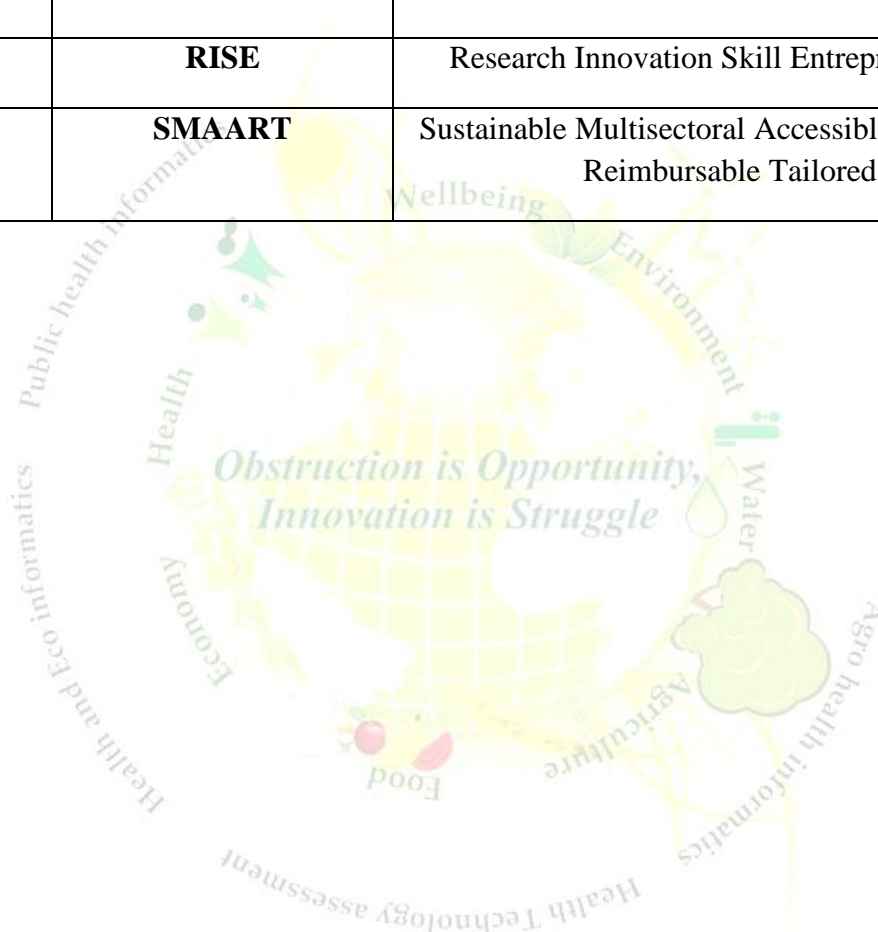 RISE
Research Innovation Skill Entrepr
SMAART
Sustainable Multisectoral Accessibl
Reimbursable Tailored
Wellbeing
Environment
Water
Agriculture
Food
Economy
Health
Obstruction is Opportunity,
Innovation is Struggle
Public health informatic
Agro health informatics
Health Technology assessment
Health and Eco informatics